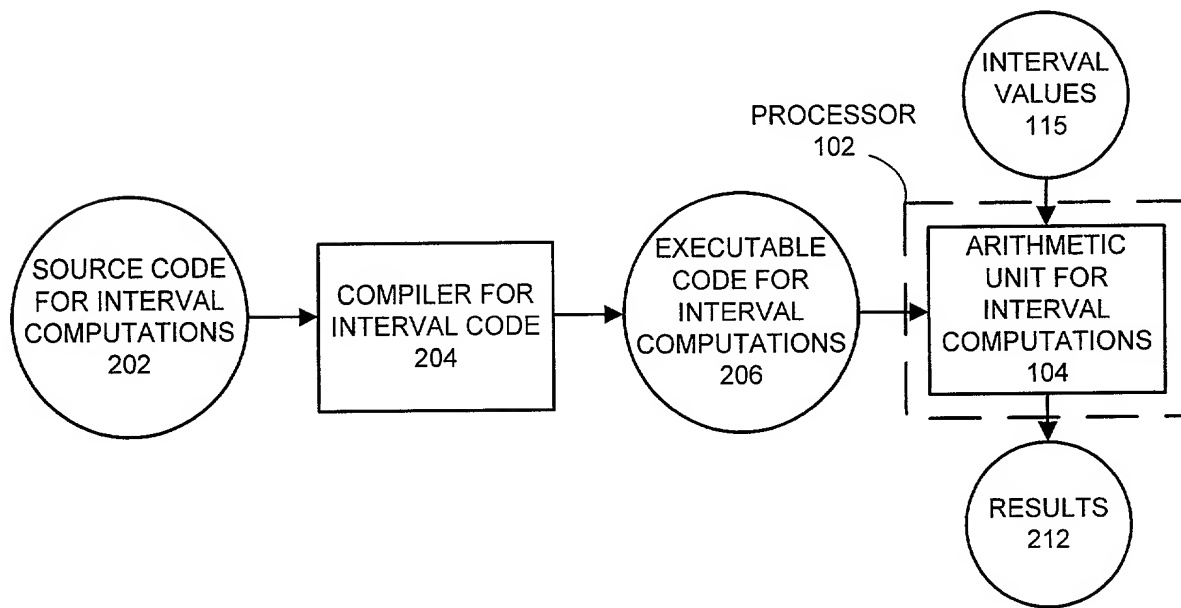 INTERVAL
VALUES
115
PROCESSOR
102
SOURCE CODE
FOR INTERVAL
COMPUTATIONS
202
COMPILER FOR
INTERVAL CODE
204
EXECUTABLE
CODE FOR
INTERVAL
COMPUTATIONS
206
ARITHMETIC
UNIT FOR
INTERVAL
COMPUTATIONS
104
RESULTS
212